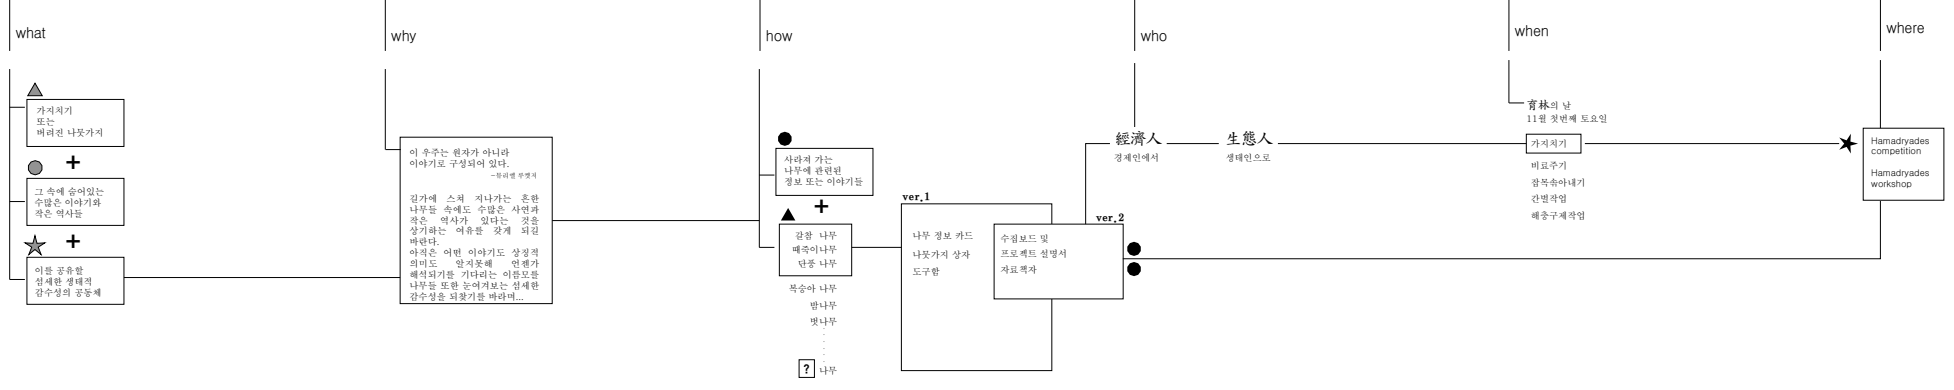 what
가지치기
또는
버려진 나뭇가지
+
그 속에 숨어있는
수많은 이야기와
작은 역사들
+
이를 공유할
섬세한 생태적
감수성의 공동체
why
이 우주는 원자가 아니라
이야기로 구성되어 있다.
-뮤리엘 루켓저
길가에 스쳐 지나가는 흔한
나무들 속에도 수많은 사연과
작은 역사가 있다는 것을
상기하는 여유를 갖게 되길
바란다.
아직은 어떤 이야기도 상징적
의미도 알지못해 언젠가
해석되기를 기다리는 이름모를
나무들 또한 눈여겨보는 섬세한
감수성을 되찾기를 바라며...
how
사라져 가는
나무에 관련된
정보 또는 이야기들
+
갈참 나무
때죽이나무
단풍 나무
복숭아 나무
밤나무
벗나무
? 나무
ver.1
나무 정보 카드
나뭇가지 상자
도구함
ver.2
수집보드 및
프로젝트 설명서
자료책자
who
經濟人
경제인에서
生態人
생태인으로
when
育林의 날
11월 첫번째 토요일
가지치기
비료주기
잡목솎아내기
간벌작업
해충구제작업
where
Hamadryades
competition
Hamadryades
workshop